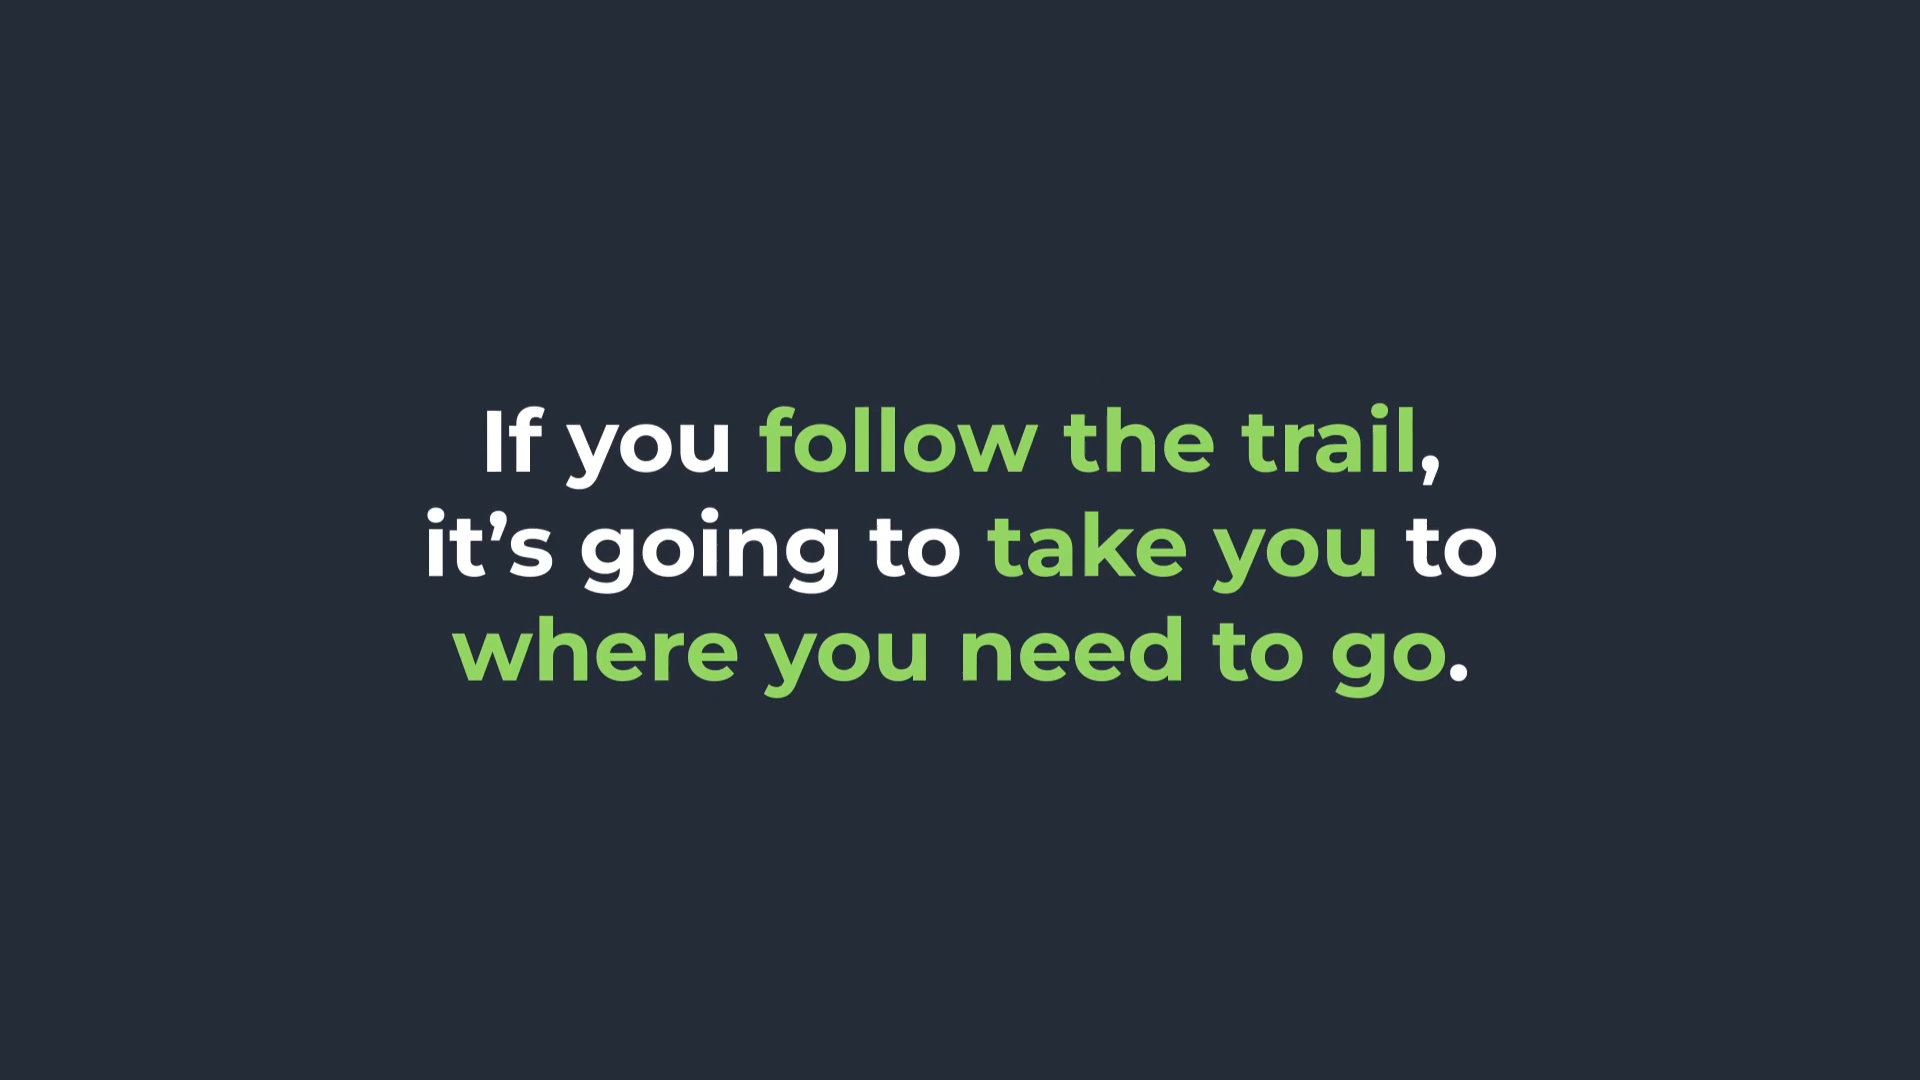 If you follow the trail,
it’s going to take you to
where you need to go.